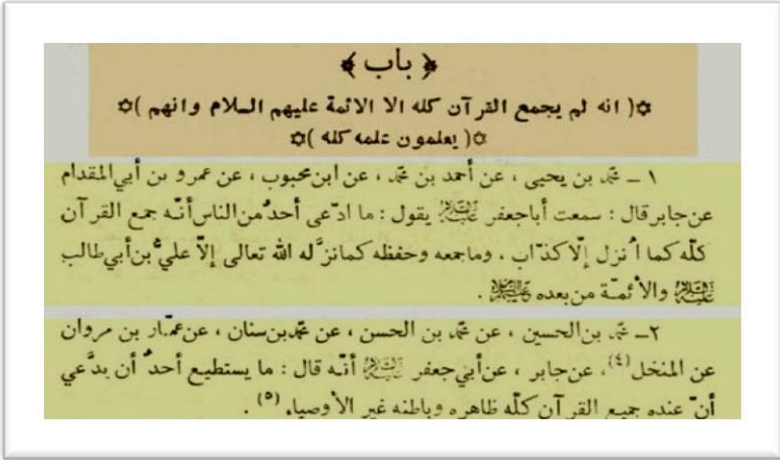 ﴿ باب ﴾
✡( انه لم يجمع القرآن كله الا الائمة عليهم السلام وانهم )✡
✡( يعلمون علمه كله )✡
١ ـ محمّد بن يحيى ، عن أحمد بن محمّد ، عن ابن محبوب ، عن عمرو بن أبي المقدام
عن جابر قال : سمعت أباجعفر عليه السلام يقول : ما ادّعى أحدٌ من الناس أنّه جمع القرآن
كلّه كما اُنزل إلّا كذّاب ، وماجمعه وحفظه كمانزَّله الله تعالى إلّا عليُّ بن أبي طالب
عليه السلام والأئمّة من بعده عليهم السلام .
٢ـ محمّد بن الحسين ، عن محمّد بن الحسن ، عن محمّد بن سنان ، عن عمّار بن مروان
عن المنخل(٤)، عن جابر ، عن أبي جعفر عليه السلام أنّه قال : ما يستطيع أحدٌ أن يدَّعي
أنّ عنده جميع القرآن كلّه ظاهره وباطنه غير الأوصياء (٥) .